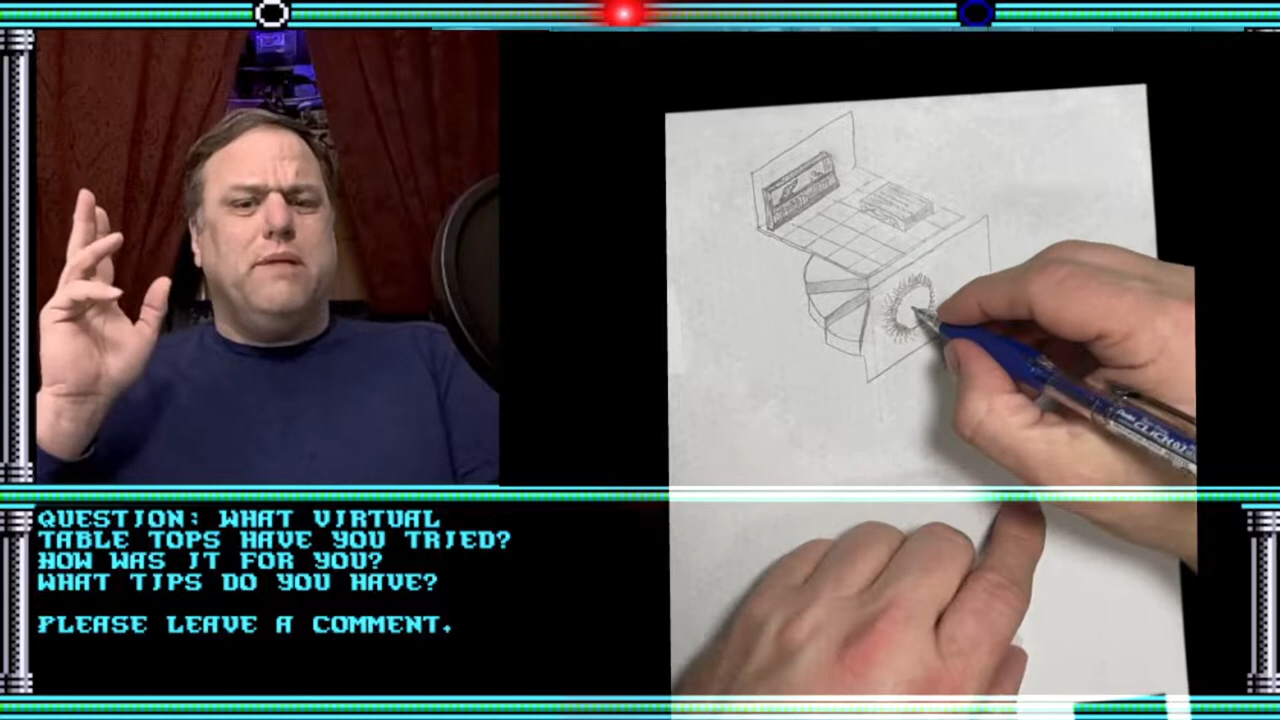 QUESTION: WHAT VIRTUAL
TABLE TOPS HAVE YOU TRIED?
HOW WAS IT FOR YOU?
WHAT TIPS DO YOU HAVE?
PLEASE LEAVE A COMMENT.